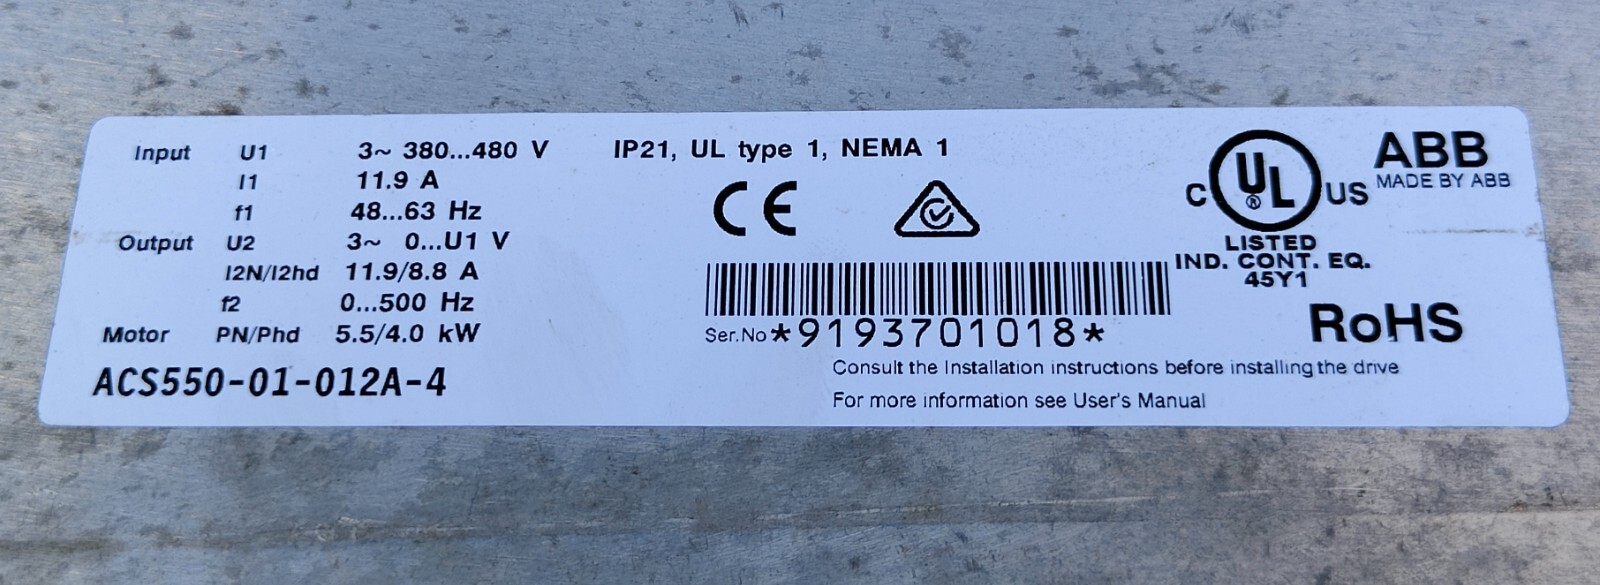 Input U1 3~ 380...480 V
I1 11.9 A
f1 48...63 Hz
Output U2 3~ 0...U1 V
I2N/I2hd 11.9/8.8 A
f2 0...500 Hz
Motor PN/Phd 5.5/4.0 kW
ACS550-01-012A-4
IP21, UL type 1, NEMA 1
CE
Ser.No *9193701018*
Consult the Installation instructions before installing the drive
For more information see User's Manual
C UL ® US
LISTED
IND. CONT. EQ.
45Y1
ABB
MADE BY ABB
RoHS